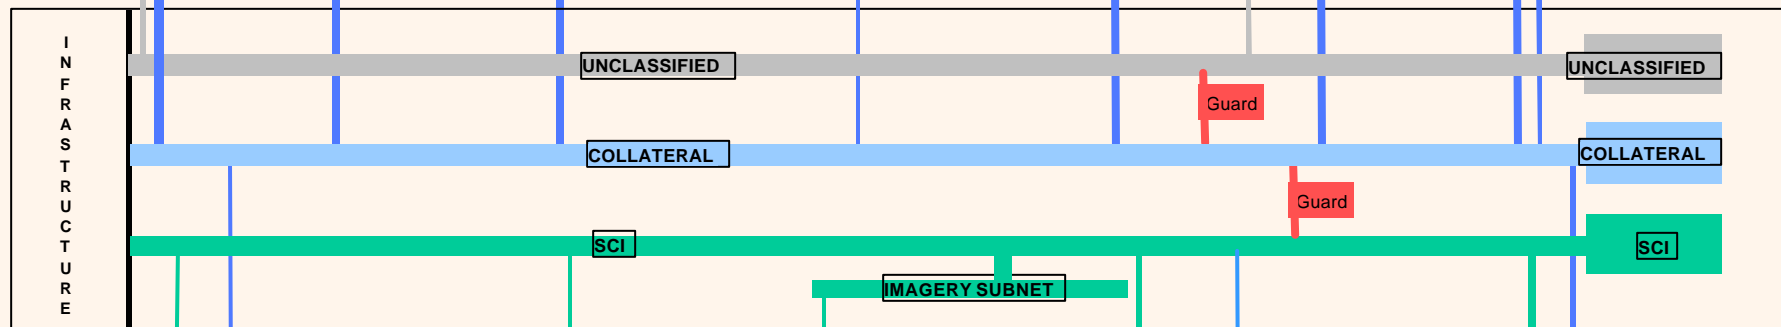 INFRASTRUCTURE
UNCLASSIFIED
UNCLASSIFIED
Guard
COLLATERAL
COLLATERAL
Guard
SCI
SCI
IMAGERY SUBNET